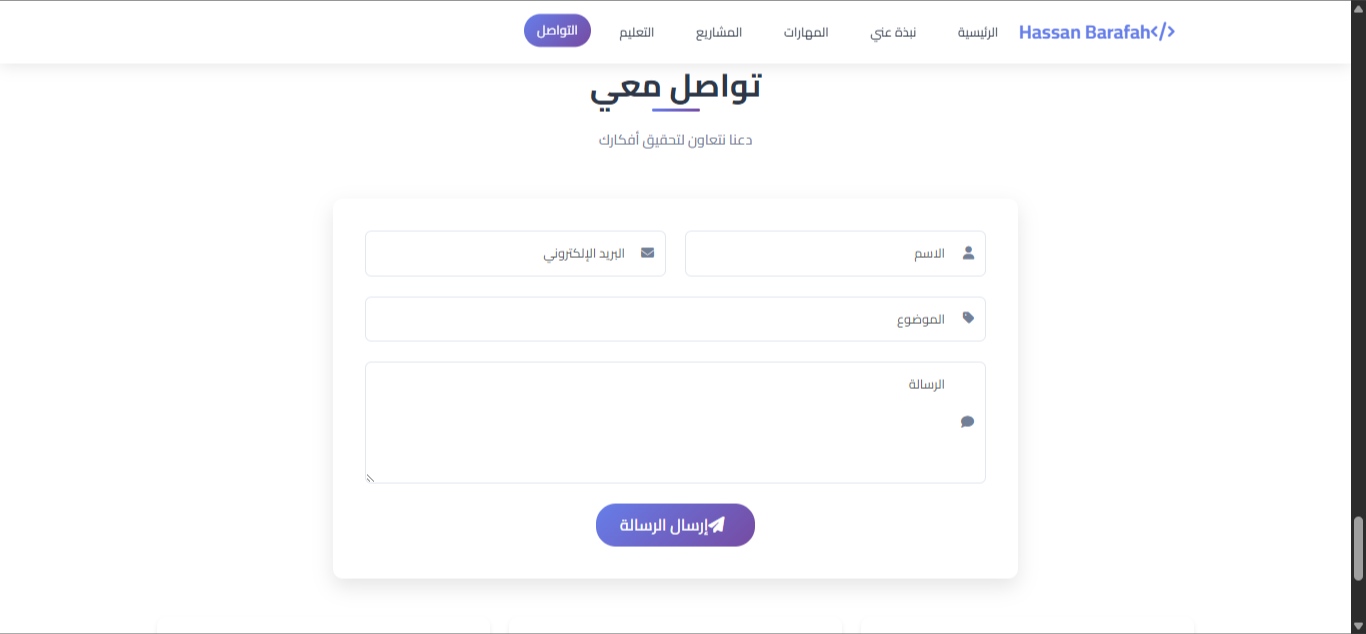 Hassan Barafah</>
الرئيسية
نبذة عني
المهارات
المشاريع
التعليم
التواصل
تواصل معي
دعنا نتعاون لتحقيق أفكارك
الاسم
البريد الإلكتروني
الموضوع
الرسالة
إرسال الرسالة